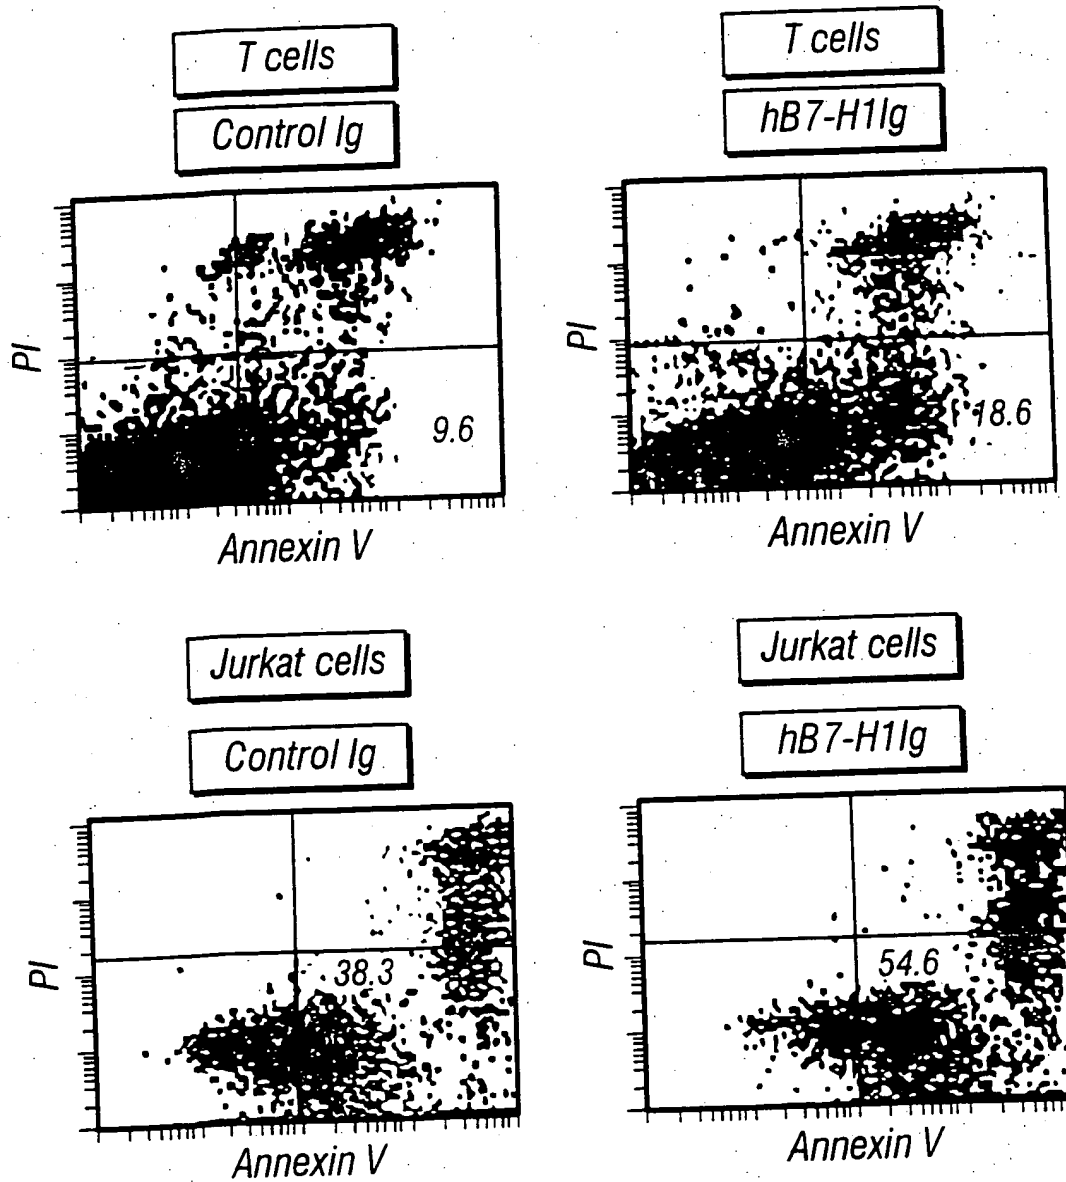 T cells
Control Ig
PI
9.6
Annexin V
T cells
hB7-H1Ig
PI
18.6
Annexin V
Jurkat cells
Control Ig
PI
38.3
Annexin V
Jurkat cells
hB7-H1Ig
PI
54.6
Annexin V